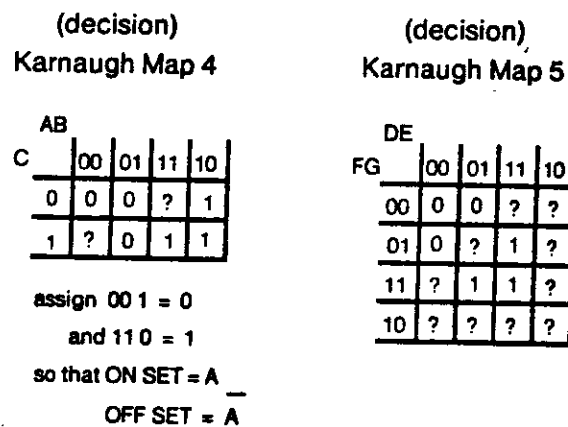 (decision)
Karnaugh Map 4
AB
C 00 01 11 10
0 0 0 ? 1
1 ? 0 1 1
assign 00 1 = 0
and 11 0 = 1
so that ON SET = A
OFF SET = A̅
(decision)
Karnaugh Map 5
DE
FG 00 01 11 10
00 0 0 ? ?
01 0 ? 1 ?
11 ? 1 1 ?
10 ? ? ? ?